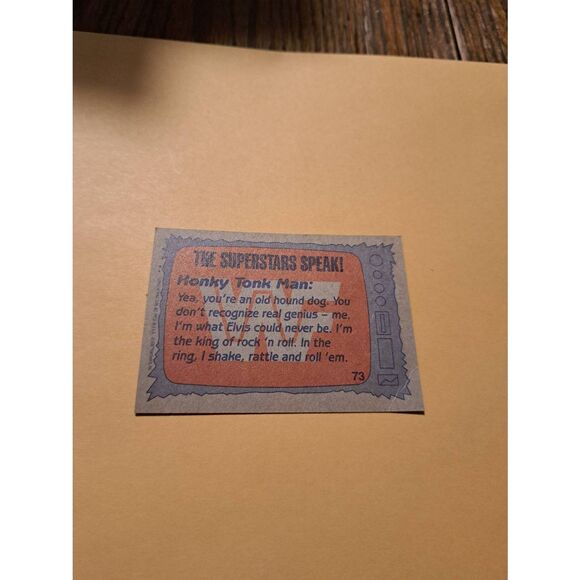 THE SUPERSTARS SPEAK!
Honky Tonk Man:
Yea, you're an old hound dog. You
don't recognize real genius – me.
I'm what Elvis could never be. I'm
the king of rock 'n roll. In the
ring, I shake, rattle and roll 'em.
73